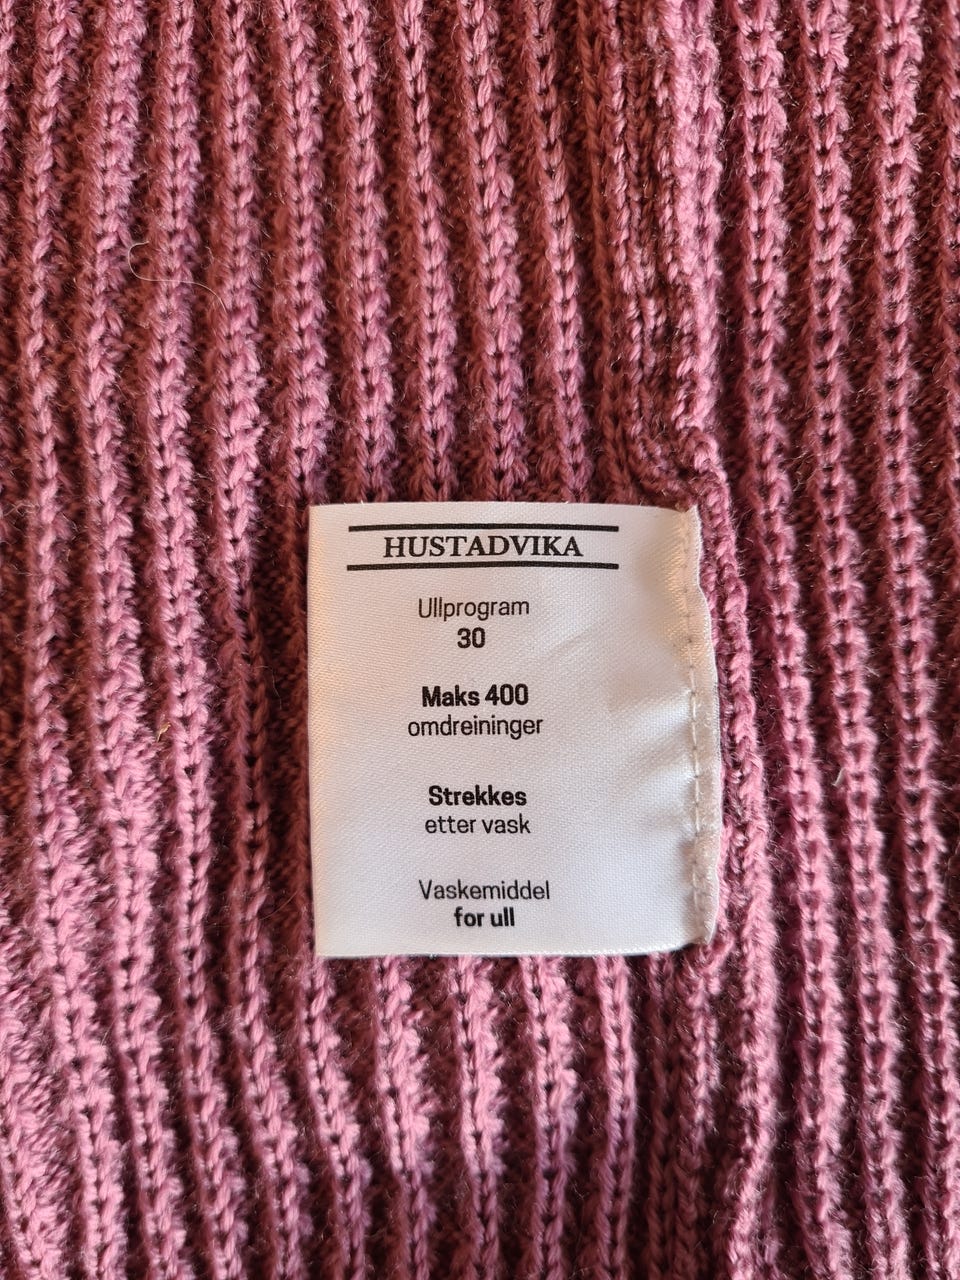 HUSTADVIKA
Ullprogram
30
Maks 400
omdreininger
Strekkes
etter vask
Vaskemiddel
for ull